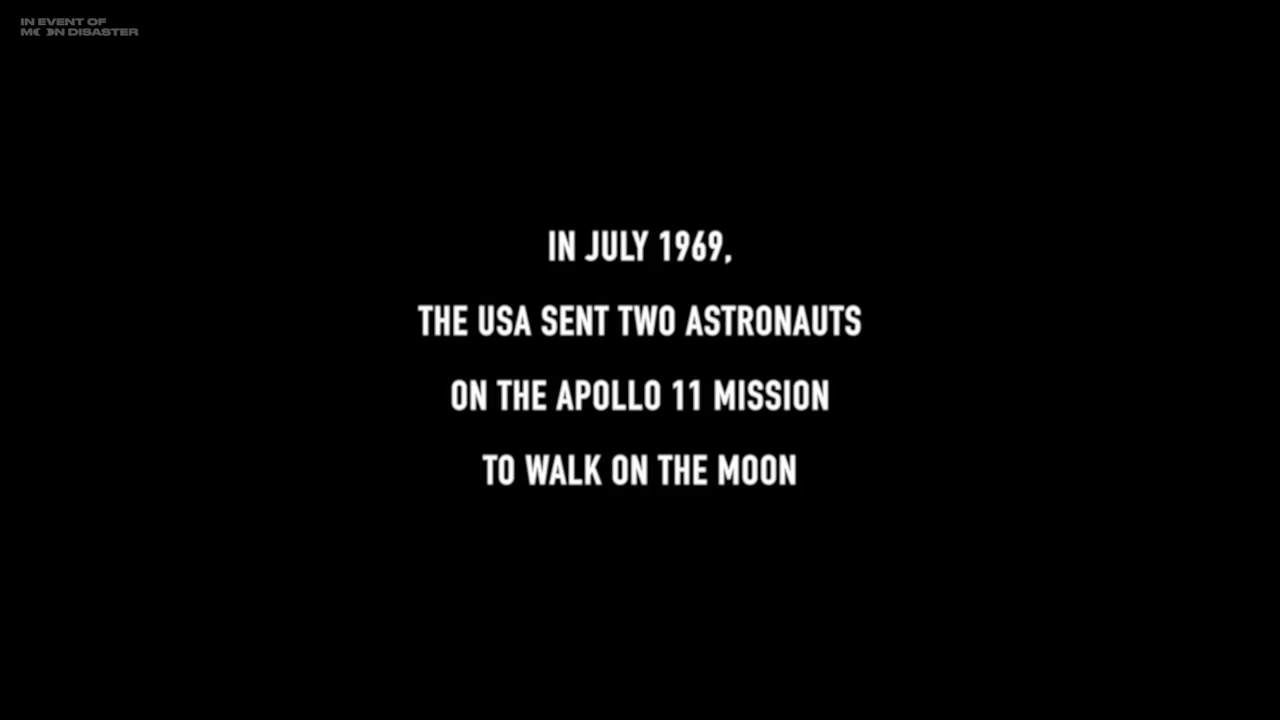 IN EVENT OF
MOON DISASTER
IN JULY 1969,
THE USA SENT TWO ASTRONAUTS
ON THE APOLLO 11 MISSION
TO WALK ON THE MOON